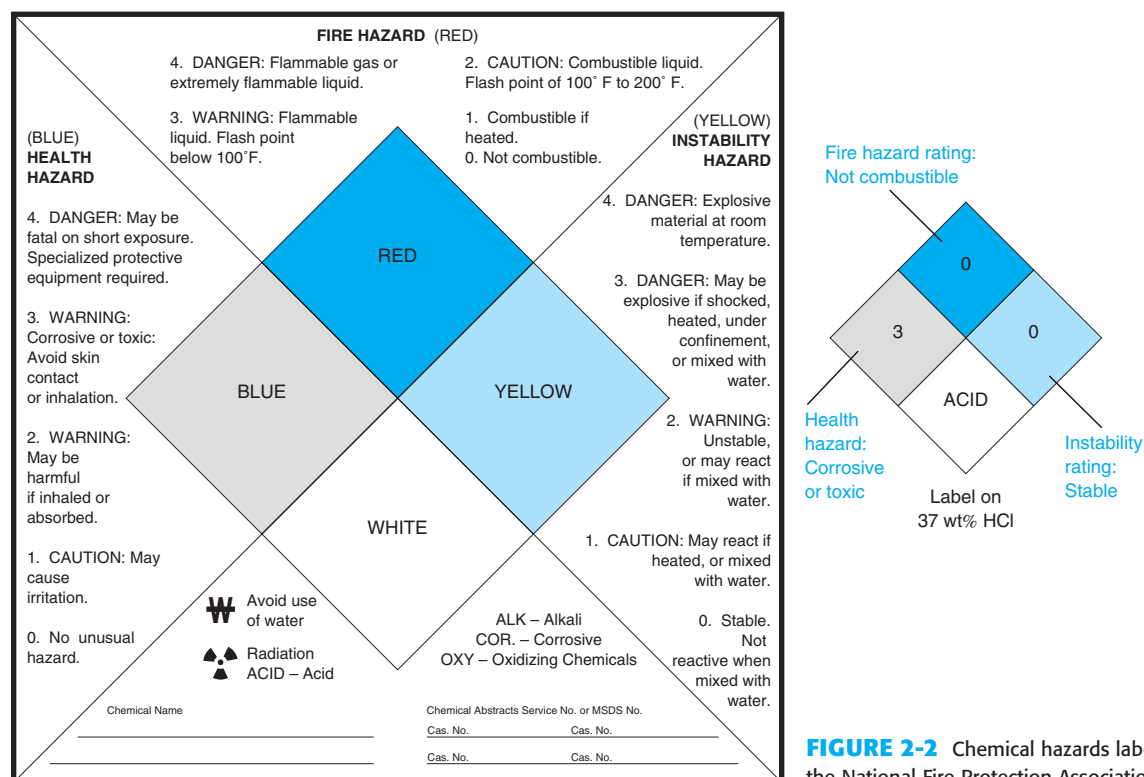 FIRE HAZARD (RED)
4. DANGER: Flammable gas or
extremely flammable liquid.
3. WARNING: Flammable
liquid. Flash point
below 100˚F.
2. CAUTION: Combustible liquid.
Flash point of 100˚ F to 200˚ F.
1. Combustible if
heated.
0. Not combustible.
(BLUE)
HEALTH
HAZARD
4. DANGER: May be
fatal on short exposure.
Specialized protective
equipment required.
3. WARNING:
Corrosive or toxic:
Avoid skin
contact
or inhalation.
2. WARNING:
May be
harmful
if inhaled or
absorbed.
1. CAUTION: May
cause
irritation.
0. No unusual
hazard.
(YELLOW)
INSTABILITY
HAZARD
4. DANGER: Explosive
material at room
temperature.
3. DANGER: May be
explosive if shocked,
heated, under
confinement,
or mixed with
water.
2. WARNING:
Unstable,
or may react
if mixed with
water.
1. CAUTION: May react if
heated, or mixed
with water.
0. Stable.
Not
reactive when
mixed with
water.
RED
BLUE
YELLOW
WHITE
W Avoid use
of water
Radiation
ACID – Acid
ALK – Alkali
COR. – Corrosive
OXY – Oxidizing Chemicals
Chemical Name
Chemical Abstracts Service No. or MSDS No.
Cas. No. Cas. No.
Cas. No. Cas. No.
Fire hazard rating:
Not combustible
0
3
0
ACID
Health
hazard:
Corrosive
or toxic
Instability
rating:
Stable
Label on
37 wt% HCl
FIGURE 2-2 Chemical hazards
the National Fire Protection